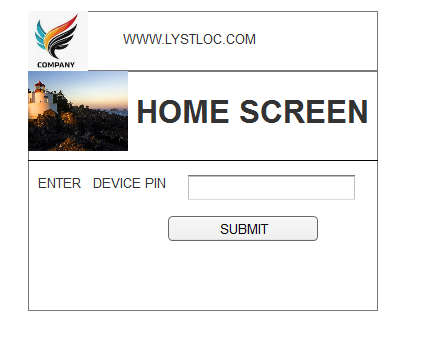 COMPANY
WWW.LYSTLOC.COM
HOME SCREEN
ENTER DEVICE PIN
SUBMIT